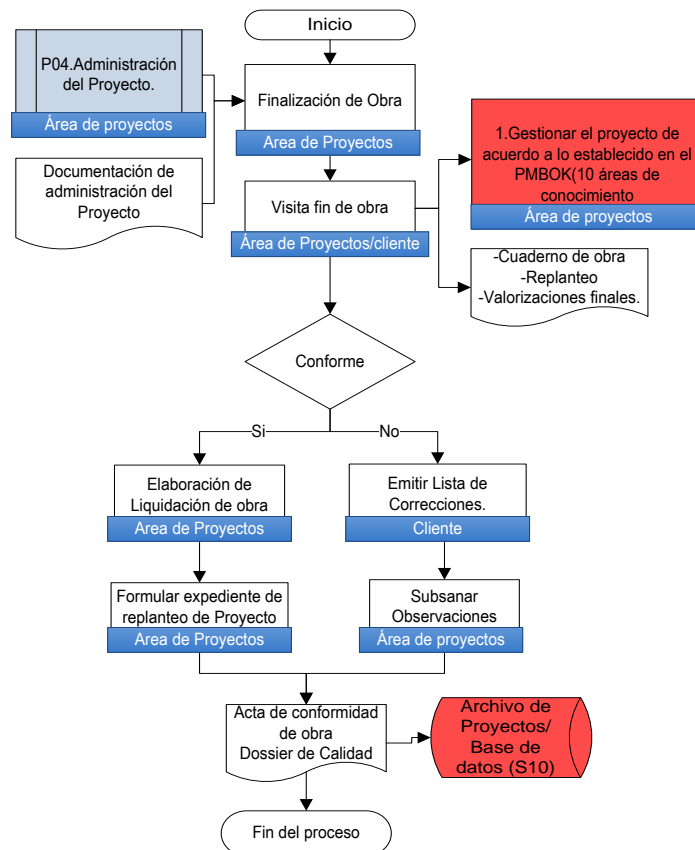 Inicio
P04.Administración
del Proyecto.
Área de proyectos
Finalización de Obra
Area de Proyectos
1.Gestionar el proyecto de
acuerdo a lo establecido en el
PMBOK(10 áreas de
conocimiento
Área de proyectos
Documentación de
administración del
Proyecto
Visita fin de obra
Área de Proyectos/cliente
-Cuaderno de obra
-Replanteo
-Valorizaciones finales.
Conforme
Si
No
Elaboración de
Liquidación de obra
Area de Proyectos
Emitir Lista de
Correcciones.
Cliente
Formular expediente de
replanteo de Proyecto
Area de Proyectos
Subsanar
Observaciones
Área de proyectos
Acta de conformidad
de obra
Dossier de Calidad
Archivo de
Proyectos/
Base de
datos (S10)
Fin del proceso